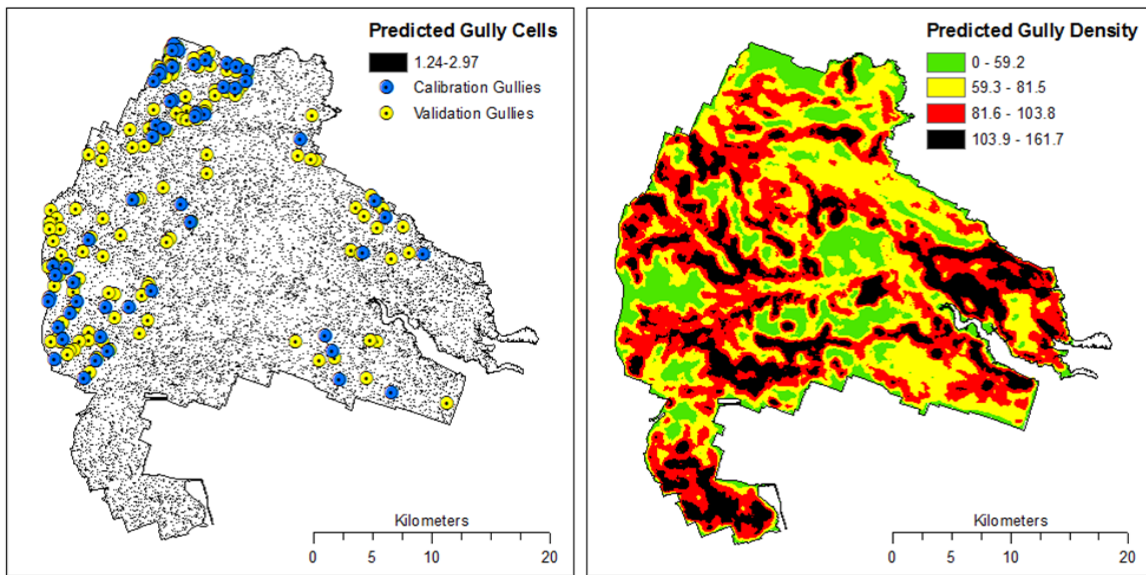 Predicted Gully Cells
1.24-2.97
Calibration Gullies
Validation Gullies
Kilometers
0 5 10 20
Predicted Gully Density
0 - 59.2
59.3 - 81.5
81.6 - 103.8
103.9 - 161.7
Kilometers
0 5 10 20